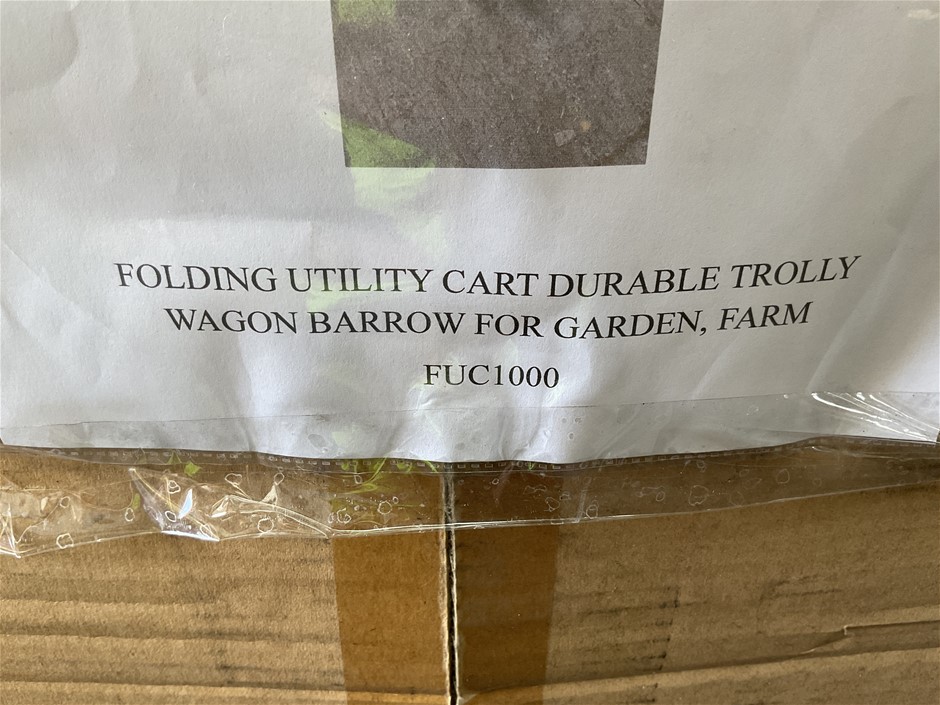 FOLDING UTILITY CART DURABLE TROLLY
WAGON BARROW FOR GARDEN, FARM
FUC1000